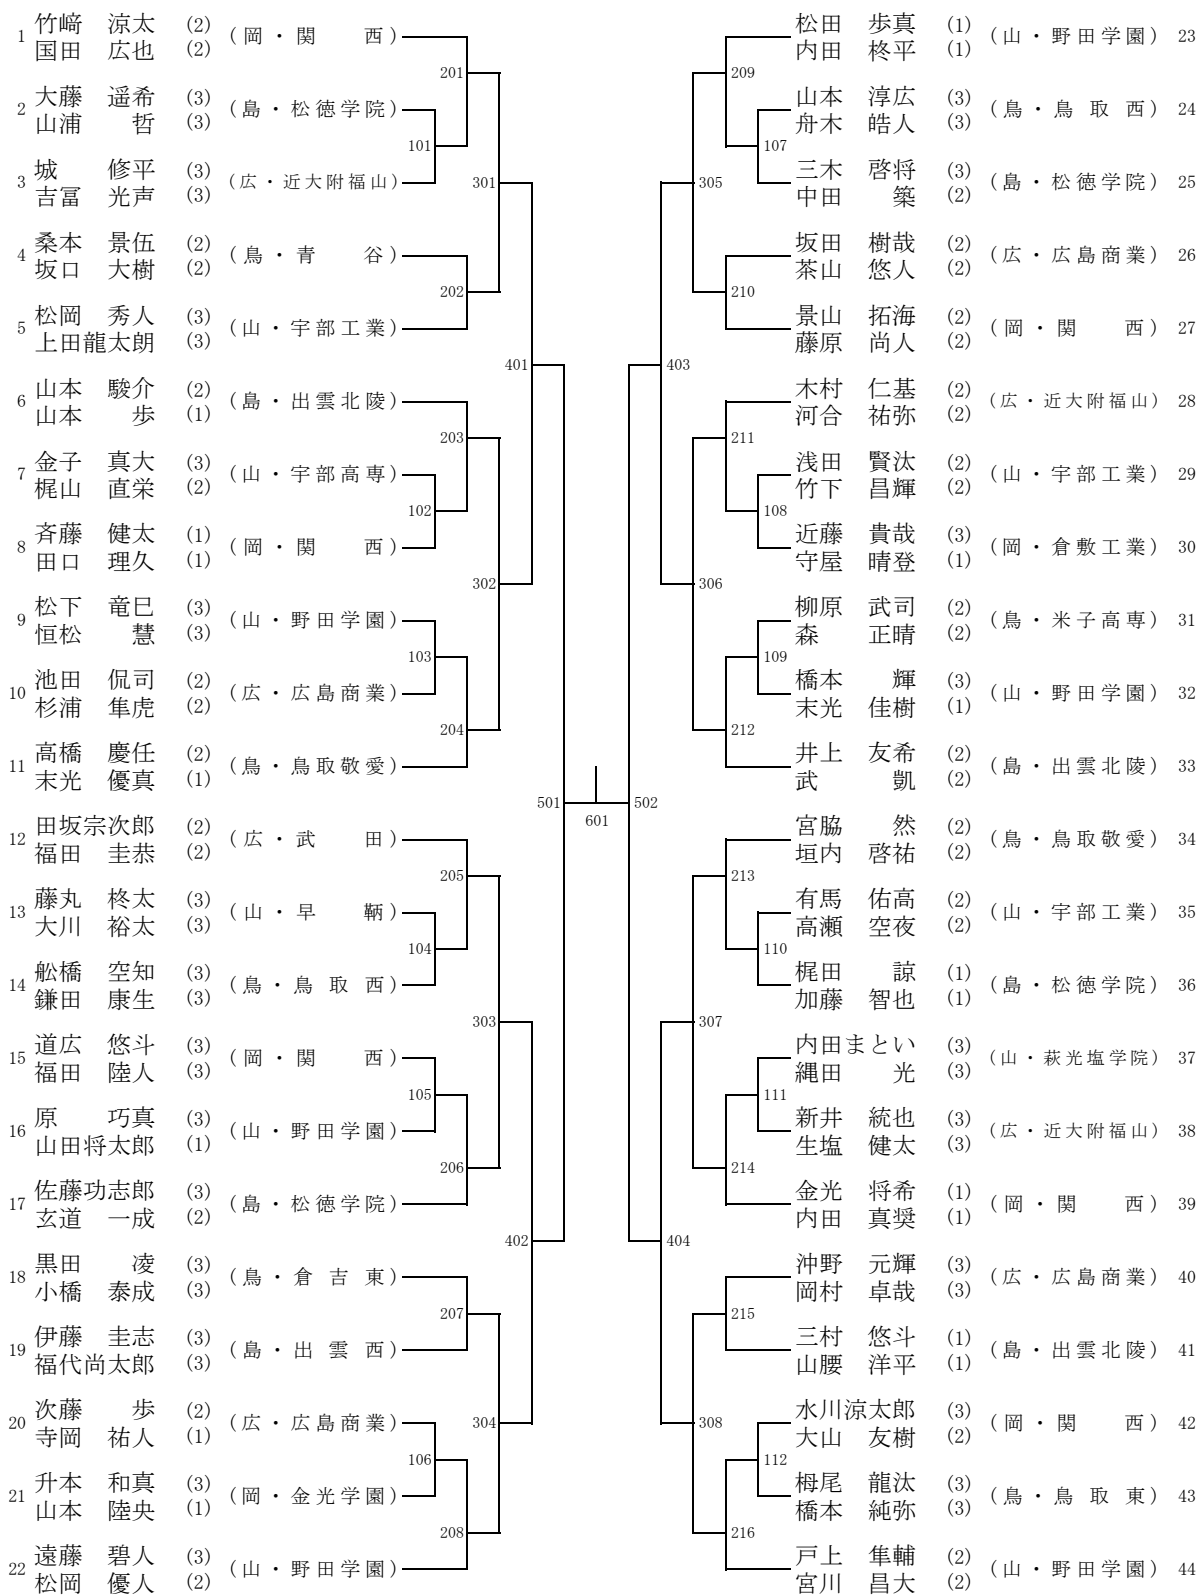 1 竹﨑 涼太 (2) (岡・関 西)
国田 広也 (2)
201
2 大藤 遥希 (3) (島・松徳学院)
山浦 哲 (3)
101
3 城 修平 (3) (広・近大附福山)
吉冨 光声 (3)
301
4 桑本 景伍 (2) (鳥・青 谷)
坂口 大樹 (2)
202
5 松岡 秀人 (3) (山・宇部工業)
上田龍太朗 (3)
401
6 山本 駿介 (2) (島・出雲北陵)
山本 歩 (1)
203
7 金子 真大 (3) (山・宇部高専)
梶山 直栄 (2)
102
8 斉藤 健太 (1) (岡・関 西)
田口 理久 (1)
302
9 松下 竜巳 (3) (山・野田学園)
恒松 慧 (3)
103
10 池田 侃司 (2) (広・広島商業)
杉浦 隼虎 (2)
204
11 高橋 慶任 (2) (鳥・鳥取敬愛)
末光 優真 (1)
501
12 田坂宗次郎 (2) (広・武 田)
福田 圭恭 (2)
205
13 藤丸 柊太 (3) (山・早 鞆)
大川 裕太 (3)
104
14 舩橋 空知 (3) (鳥・鳥 取 西)
鎌田 康生 (3)
303
15 道広 悠斗 (3) (岡・関 西)
福田 陸人 (3)
105
16 原 巧真 (3) (山・野田学園)
山田将太郎 (1)
206
17 佐藤功志郎 (3) (島・松徳学院)
玄道 一成 (2)
402
18 黒田 凌 (3) (鳥・倉 吉 東)
小橋 泰成 (3)
207
19 伊藤 圭志 (3) (島・出 雲 西)
福代尚太郎 (3)
20 次藤 歩 (2) (広・広島商業)
寺岡 祐人 (1)
304
106
21 升本 和真 (3) (岡・金光学園)
山本 陸央 (1)
208
22 遠藤 碧人 (3) (山・野田学園)
松岡 優人 (2)
601
松田 歩真 (1) (山・野田学園) 23
内田 柊平 (1)
209
山本 淳広 (3) (鳥・鳥 取 西) 24
舟木 皓人 (3)
107
三木 啓将 (3) (島・松徳学院) 25
中田 築 (2)
305
坂田 樹哉 (2) (広・広島商業) 26
茶山 悠人 (2)
210
景山 拓海 (2) (岡・関 西) 27
藤原 尚人 (2)
403
木村 仁基 (2) (広・近大附福山) 28
河合 祐弥 (2)
211
浅田 賢汰 (2) (山・宇部工業) 29
竹下 昌輝 (2)
108
近藤 貴哉 (3) (岡・倉敷工業) 30
守屋 晴登 (1)
306
柳原 武司 (2) (鳥・米子高専) 31
森 正晴 (2)
109
橋本 輝 (3) (山・野田学園) 32
末光 佳樹 (1)
212
井上 友希 (2) (島・出雲北陵) 33
武 凱 (2)
502
宮脇 然 (2) (鳥・鳥取敬愛) 34
垣内 啓祐 (2)
213
有馬 佑高 (2) (山・宇部工業) 35
高瀬 空夜 (2)
110
梶田 諒 (1) (島・松徳学院) 36
加藤 智也 (1)
307
内田まとい (3) (山・萩光塩学院) 37
縄田 光 (3)
111
新井 統也 (3) (広・近大附福山) 38
生塩 健太 (3)
214
金光 将希 (1) (岡・関 西) 39
内田 真奨 (1)
404
沖野 元輝 (3) (広・広島商業) 40
岡村 卓哉 (3)
215
三村 悠斗 (1) (島・出雲北陵) 41
山腰 洋平 (1)
308
水川涼太郎 (3) (岡・関 西) 42
大山 友樹 (2)
112
栂尾 龍汰 (3) (鳥・鳥 取 東) 43
橋本 純弥 (3)
216
戸上 隼輔 (2) (山・野田学園) 44
宮川 昌大 (2)